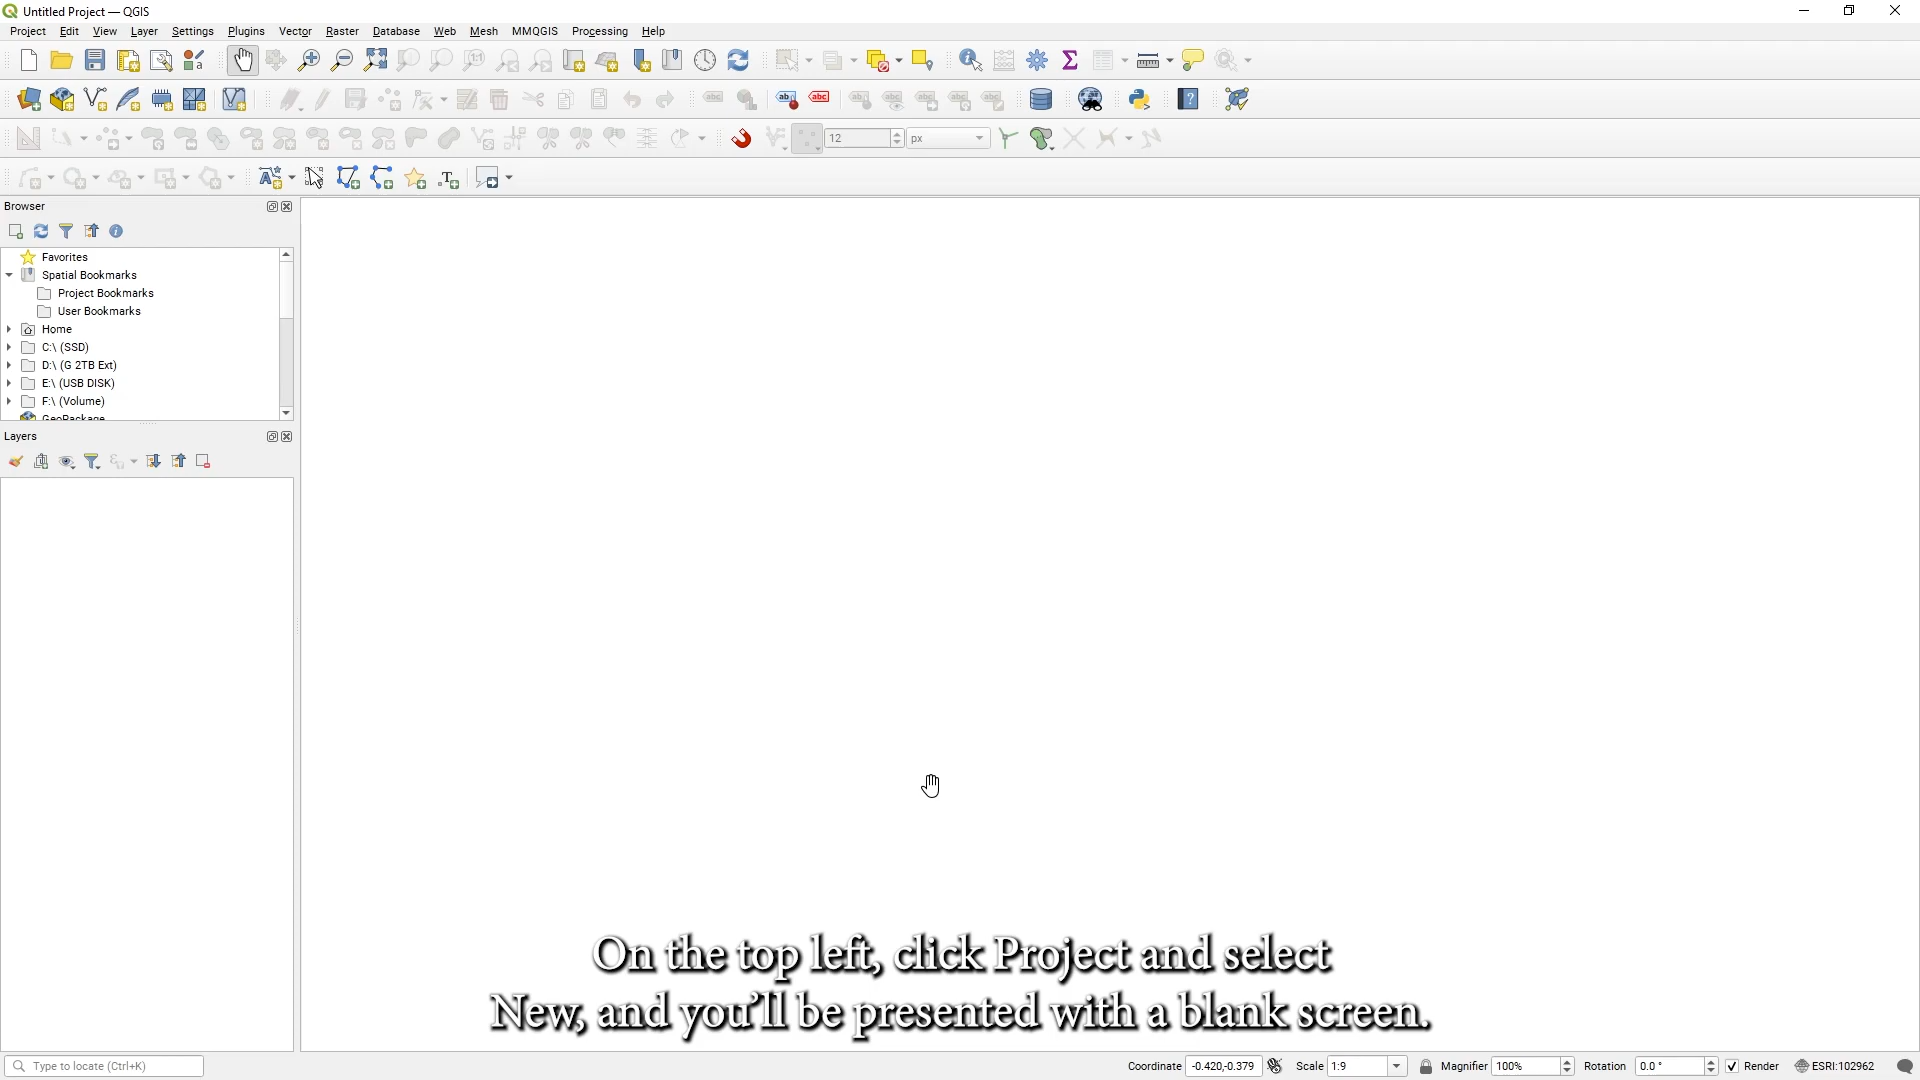 Untitled Project — QGIS
Project Edit View Layer Settings Plugins Vector Raster Database Web Mesh MMQGIS Processing Help
12 px
Browser
Favorites
Spatial Bookmarks
Project Bookmarks
User Bookmarks
Home
C:\ (SSD)
D:\ (G 2TB Ext)
E:\ (USB DISK)
F:\ (Volume)
GeoPackage
Layers
On the top left, click Project and select
New, and you'll be presented with a blank screen.
Type to locate (Ctrl+K) Coordinate -0.420,-0.379 Scale 1:9 Magnifier 100% Rotation 0.0 ° Render ESRI:102962